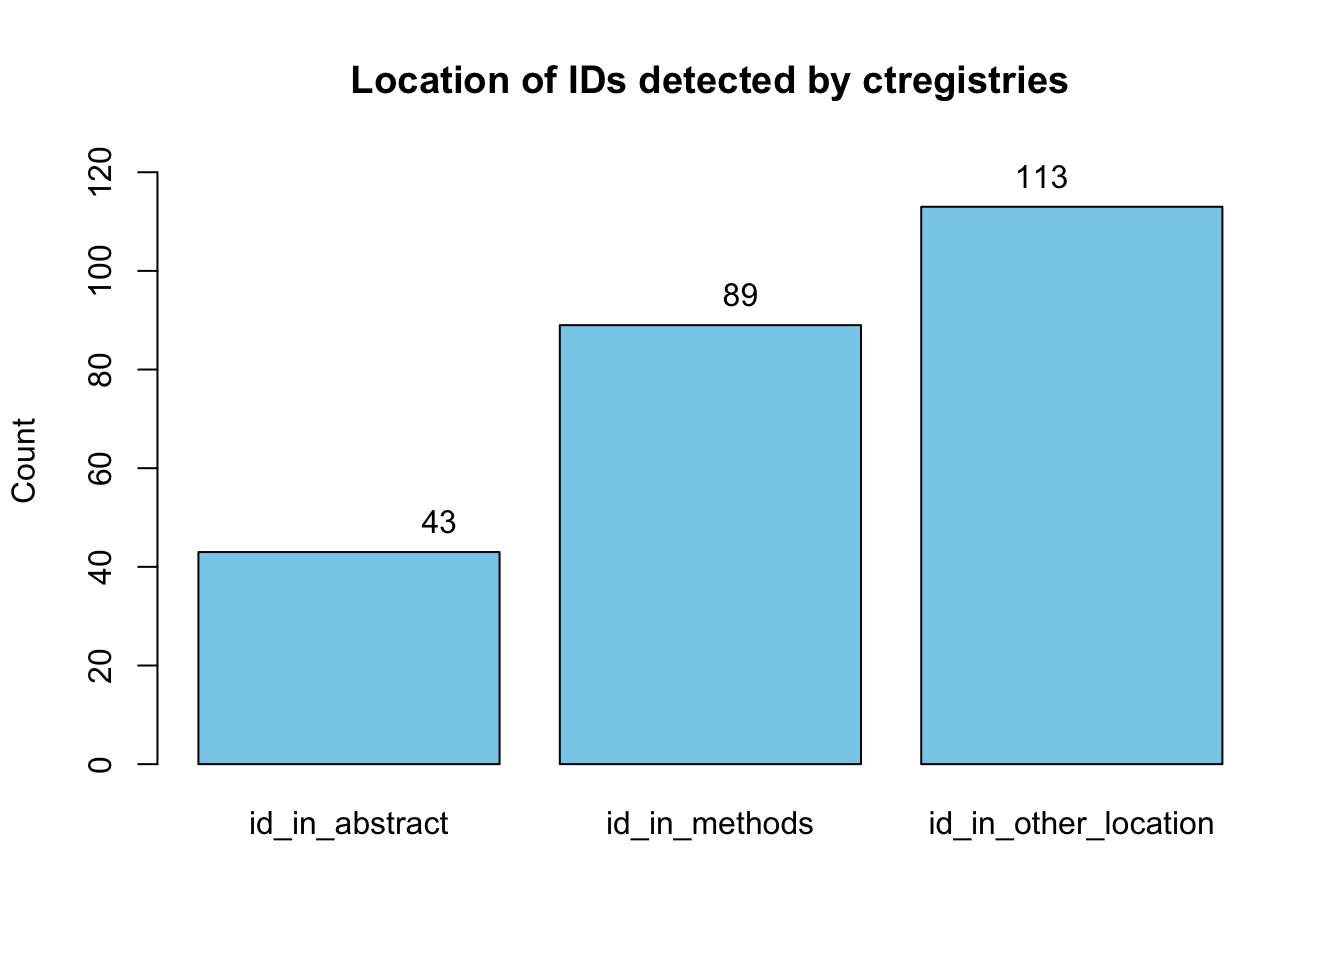 Location of IDs detected by ctregistries
Count
120
100
80
60
40
20
0
43
89
113
id_in_abstract
id_in_methods
id_in_other_location